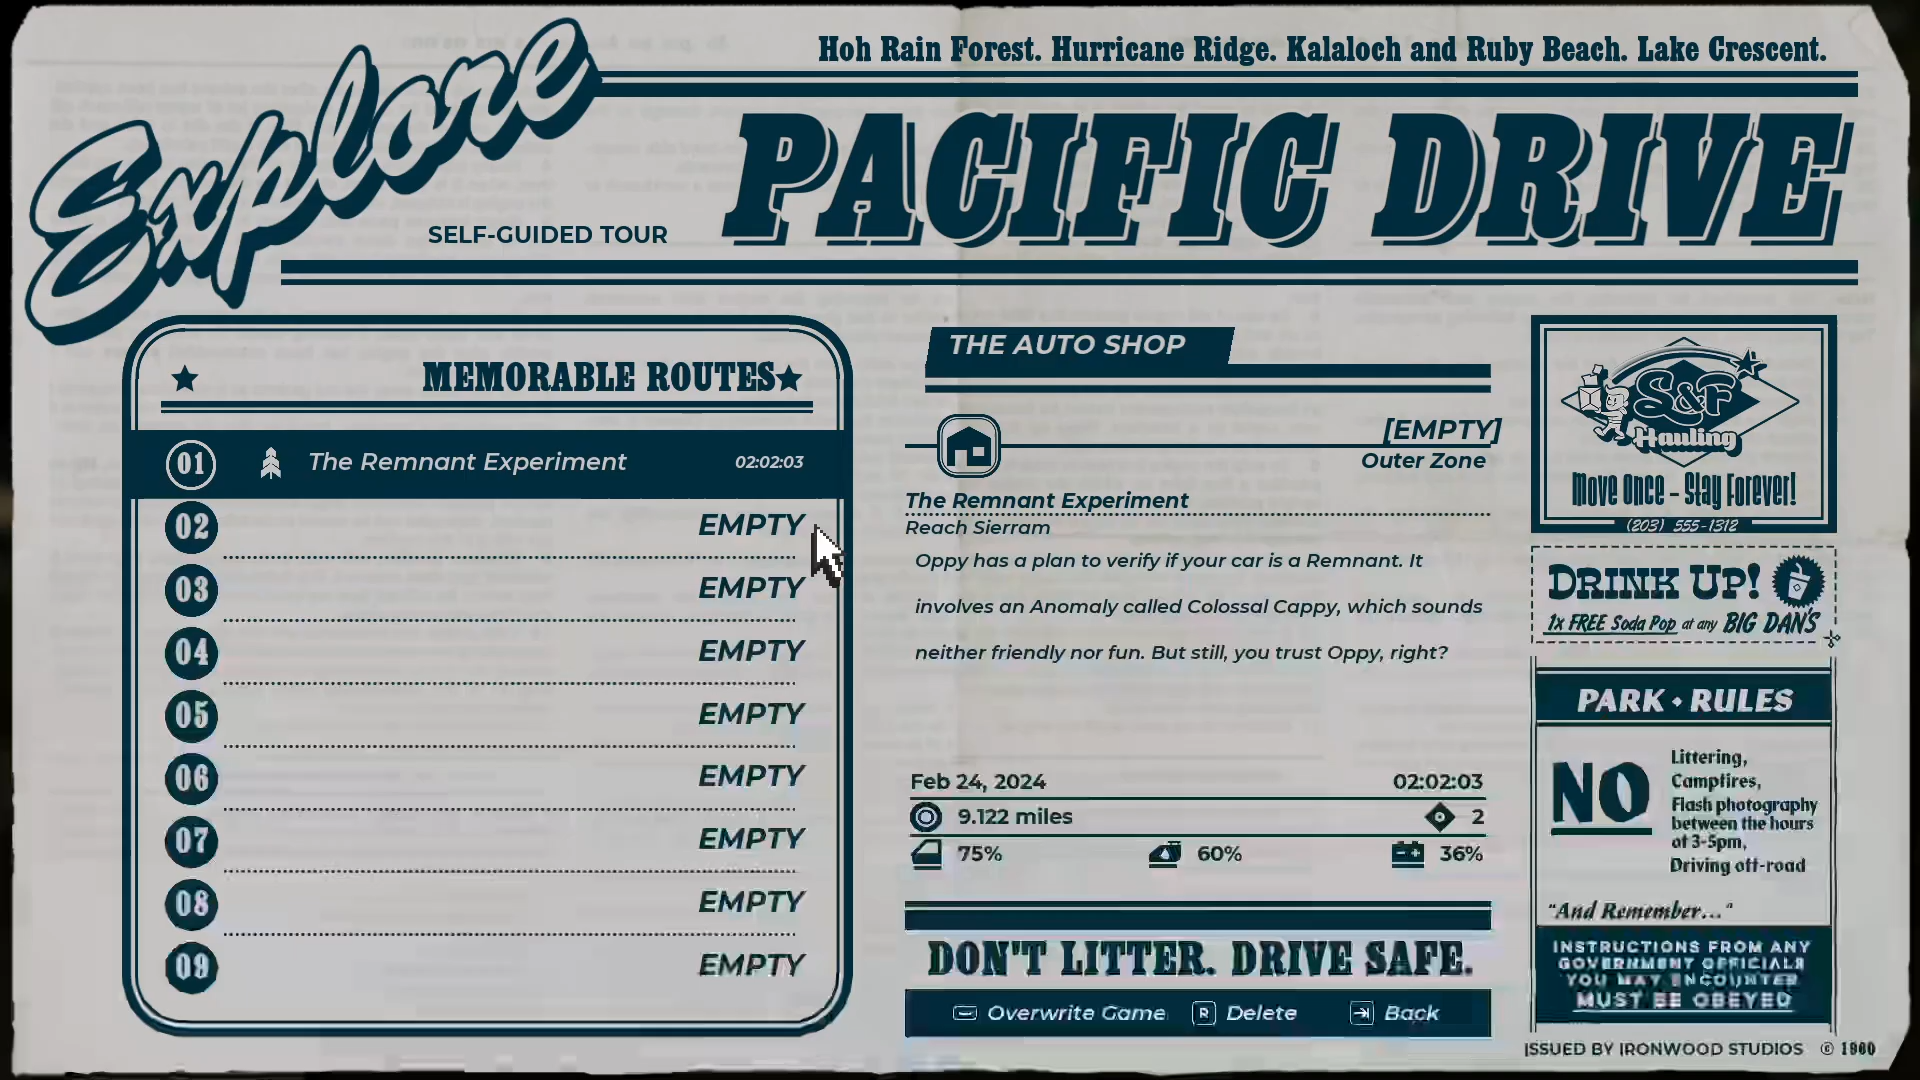 Explore
Hoh Rain Forest. Hurricane Ridge. Kalaloch and Ruby Beach. Lake Crescent.
PACIFIC DRIVE
SELF-GUIDED TOUR
MEMORABLE ROUTES
01 The Remnant Experiment 02:02:03
02 EMPTY
03 EMPTY
04 EMPTY
05 EMPTY
06 EMPTY
07 EMPTY
08 EMPTY
09 EMPTY
THE AUTO SHOP
[EMPTY]
Outer Zone
The Remnant Experiment
Reach Sierram
Oppy has a plan to verify if your car is a Remnant. It
involves an Anomaly called Colossal Cappy, which sounds
neither friendly nor fun. But still, you trust Oppy, right?
Feb 24, 2024 02:02:03
9.122 miles 2
75% 60% 36%
DON'T LITTER. DRIVE SAFE.
Overwrite Game R Delete Back
S&F
Hauling
Move Once - Stay Forever!
(203) 555-1312
DRINK UP!
1x FREE Soda Pop at any BIG DAN'S
PARK • RULES
NO
Littering,
Campfires,
Flash photography
between the hours
of 3-5pm,
Driving off-road
"And Remember..."
INSTRUCTIONS FROM ANY
GOVERNMENT OFFICIALS
YOU MAY ENCOUNTER
MUST BE OBEYED
ISSUED BY IRONWOOD STUDIOS © 1960